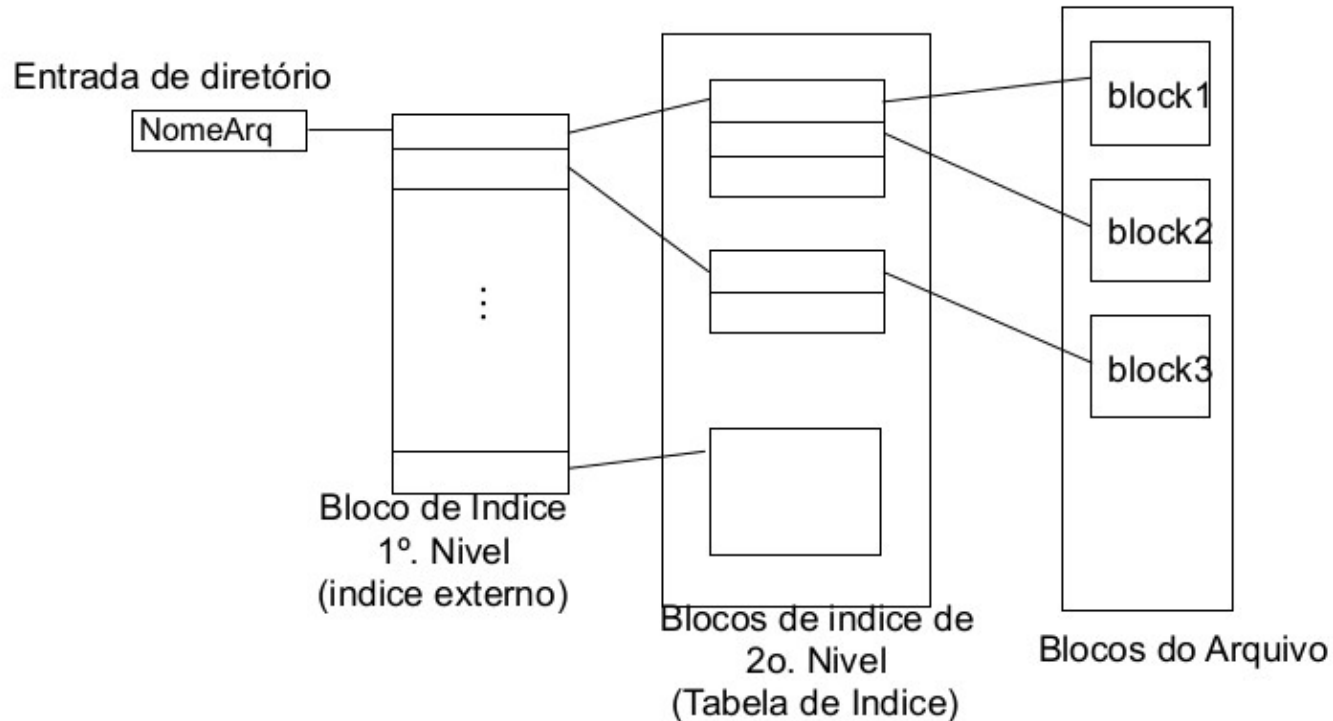 Entrada de diretório
NomeArq
⋮
Bloco de Indice
1º. Nivel
(indice externo)
Blocos de indice de
2o. Nivel
(Tabela de Indice)
block1
block2
block3
Blocos do Arquivo